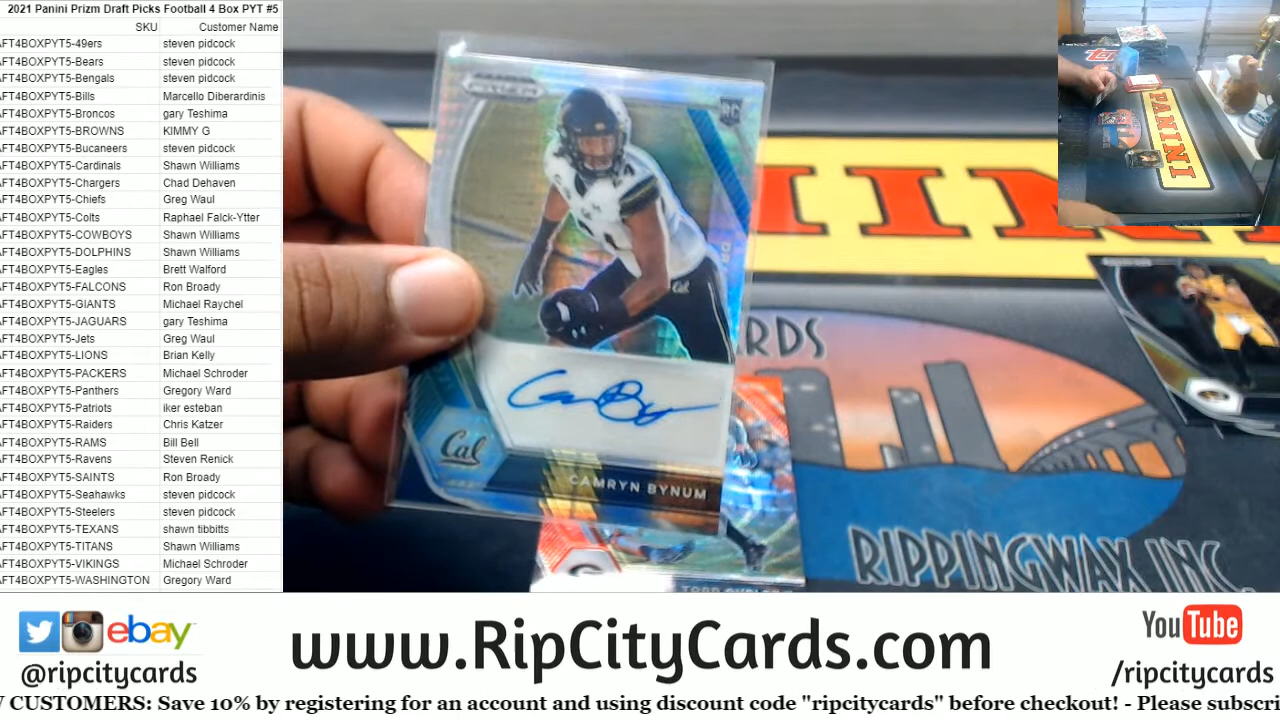 2021 Panini Prizm Draft Picks Football 4 Box PYT #5
SKU Customer Name
AFT4BOXPYT5-49ers steven pidcock
AFT4BOXPYT5-Bears steven pidcock
AFT4BOXPYT5-Bengals steven pidcock
AFT4BOXPYT5-Bills Marcello Diberardinis
AFT4BOXPYT5-Broncos gary Teshima
AFT4BOXPYT5-BROWNS KIMMY G
AFT4BOXPYT5-Bucaneers steven pidcock
AFT4BOXPYT5-Cardinals Shawn Williams
AFT4BOXPYT5-Chargers Chad Dehaven
AFT4BOXPYT5-Chiefs Greg Waul
AFT4BOXPYT5-Colts Raphael Falck-Ytter
AFT4BOXPYT5-COWBOYS Shawn Williams
AFT4BOXPYT5-DOLPHINS Shawn Williams
AFT4BOXPYT5-Eagles Brett Walford
AFT4BOXPYT5-FALCONS Ron Broady
AFT4BOXPYT5-GIANTS Michael Raychel
AFT4BOXPYT5-JAGUARS gary Teshima
AFT4BOXPYT5-Jets Greg Waul
AFT4BOXPYT5-LIONS Brian Kelly
AFT4BOXPYT5-PACKERS Michael Schroder
AFT4BOXPYT5-Panthers Gregory Ward
AFT4BOXPYT5-Patriots iker esteban
AFT4BOXPYT5-Raiders Chris Katzer
AFT4BOXPYT5-RAMS Bill Bell
AFT4BOXPYT5-Ravens Steven Renick
AFT4BOXPYT5-SAINTS Ron Broady
AFT4BOXPYT5-Seahawks steven pidcock
AFT4BOXPYT5-Steelers steven pidcock
AFT4BOXPYT5-TEXANS shawn tibbitts
AFT4BOXPYT5-TITANS Shawn Williams
AFT4BOXPYT5-VIKINGS Michael Schroder
AFT4BOXPYT5-WASHINGTON Gregory Ward
PRIZM
RC
Cal
Cal
CAMRYN BYNUM
RDS
RIPPINGWAX INC.
PANINI
ebay
@ripcitycards
www.RipCityCards.com
YouTube
/ripcitycards
CUSTOMERS: Save 10% by registering for an account and using discount code "ripcitycards" before checkout! - Please subscri